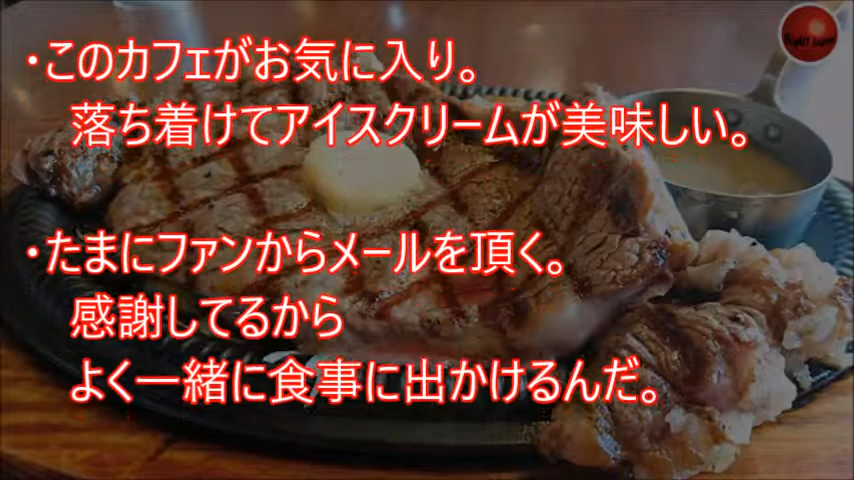 ・このカフェがお気に入り。
落ち着けてアイスクリームが美味しい。
・たまにファンからメールを頂く。
感謝してるから
よく一緒に食事に出かけるんだ。